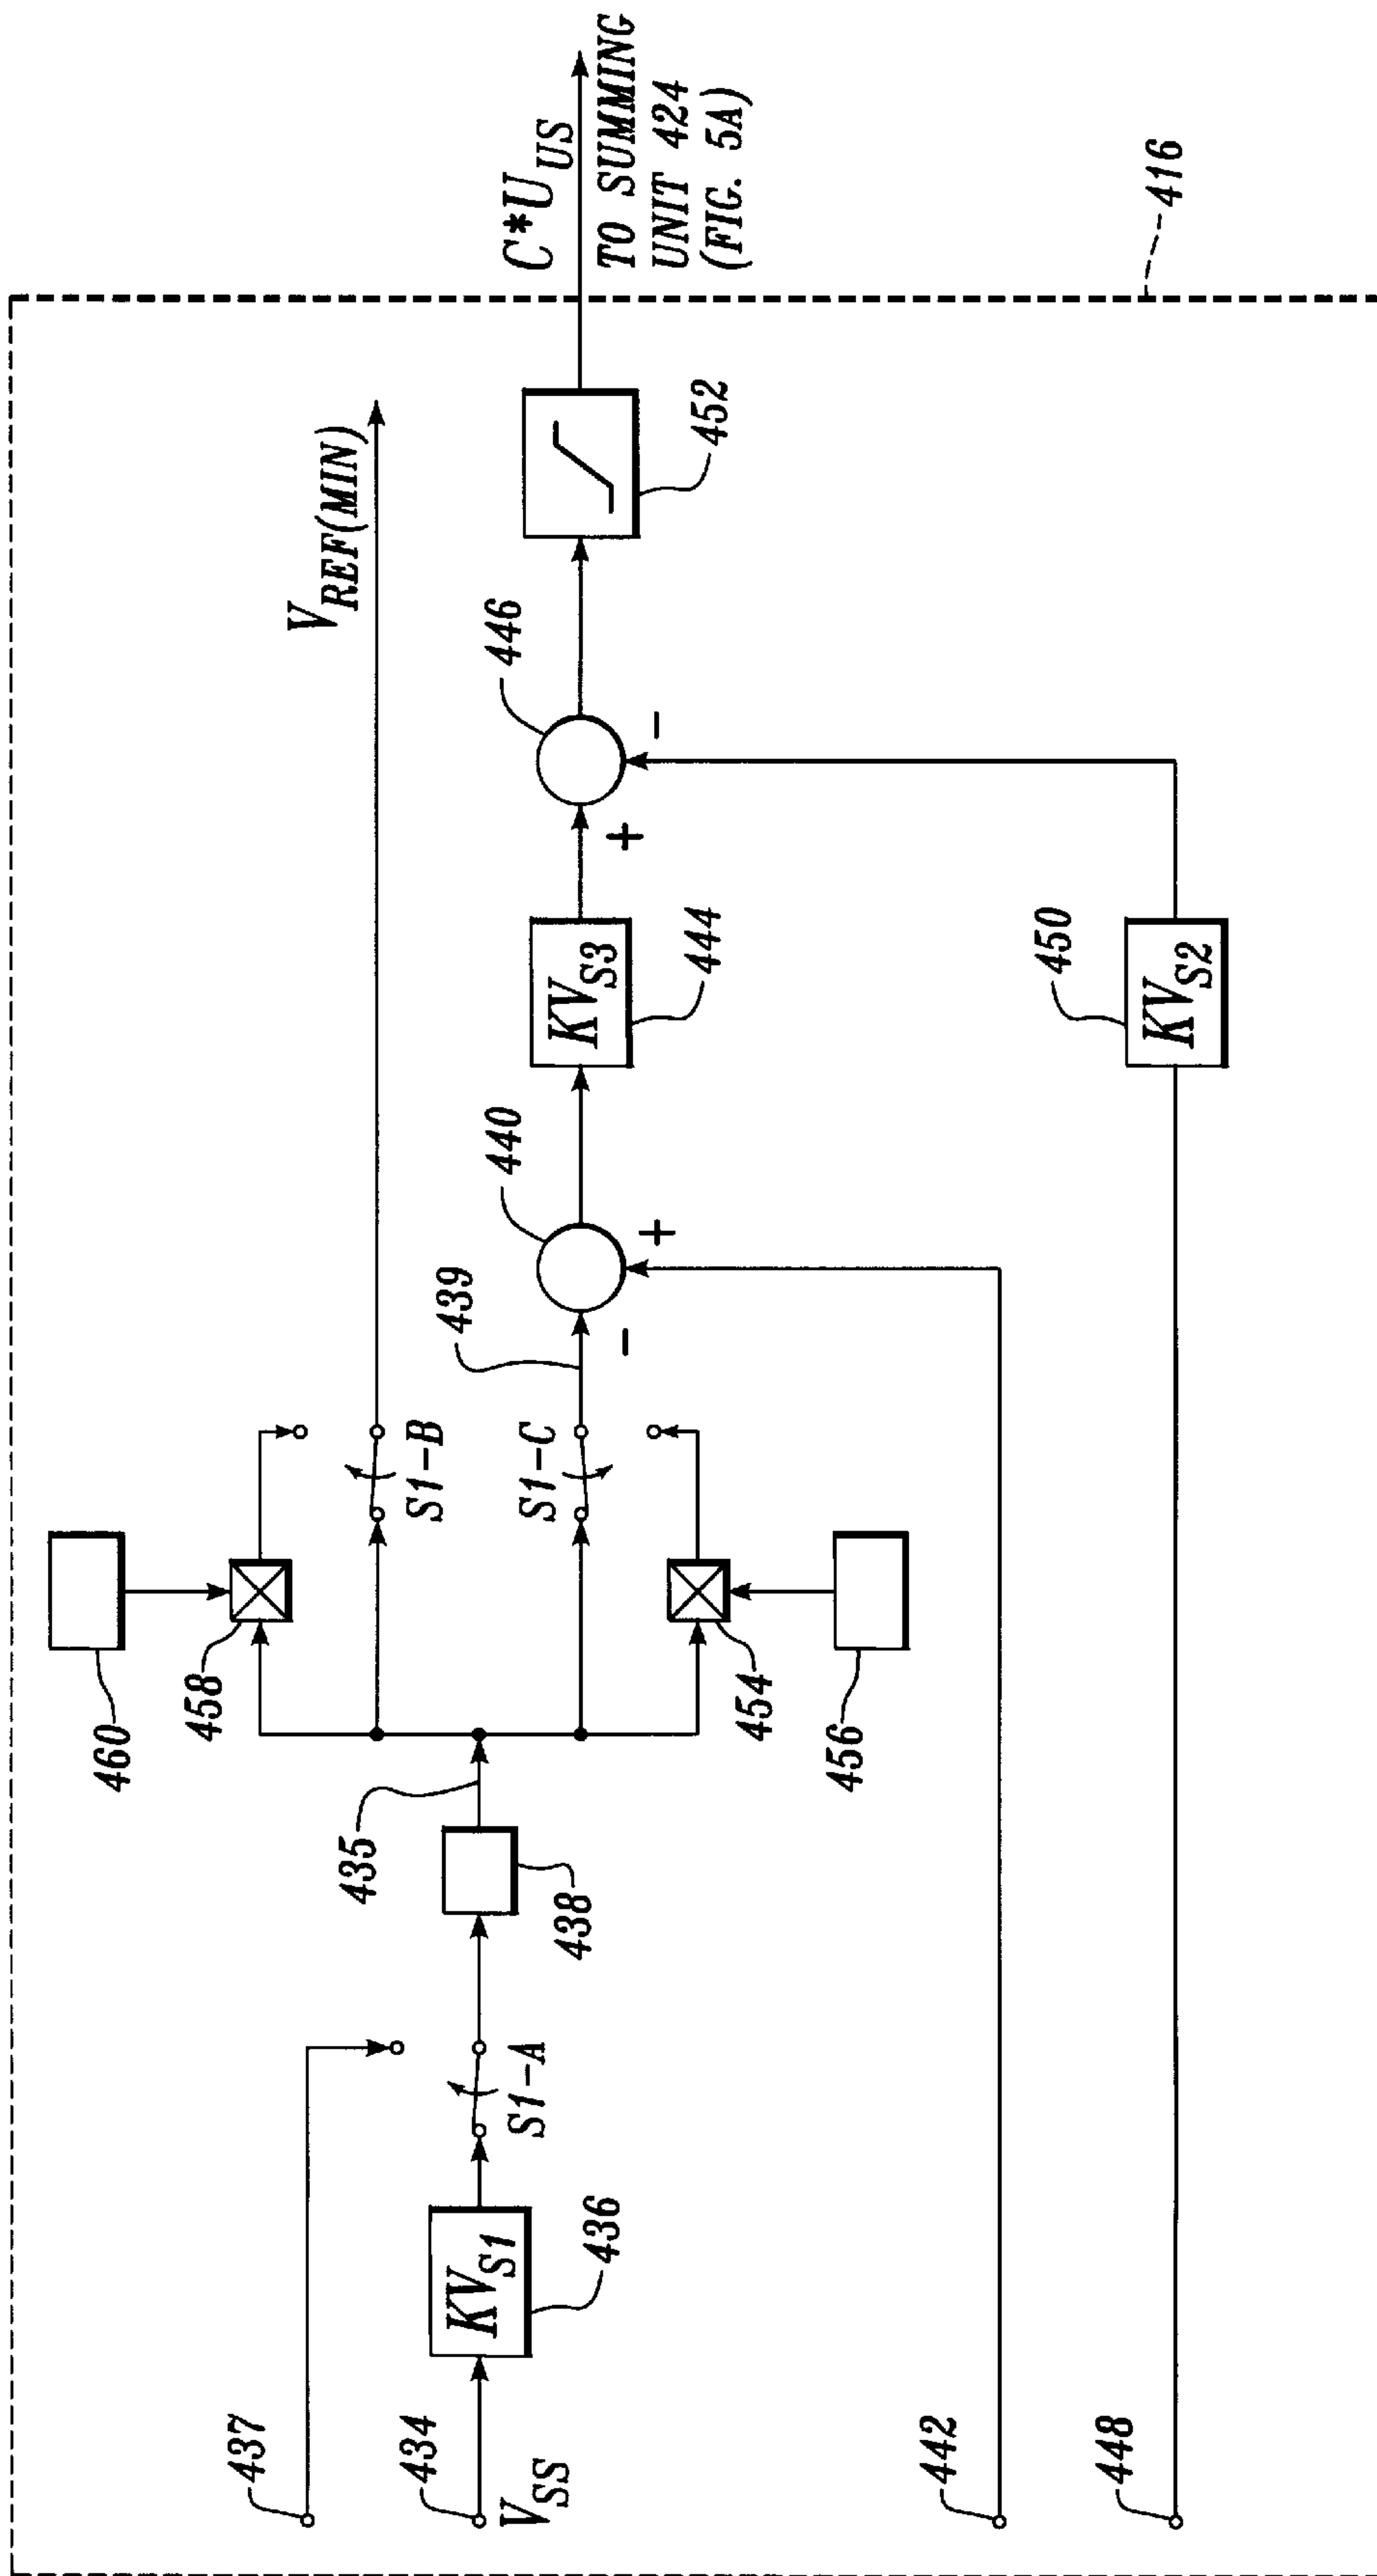 460
458
V_REF(MIN)
C*U_US
TO SUMMING
UNIT 424
(FIG. 5A)
437
435
S1-B
439
440
446
434
V_SS
KV_S1
436
S1-A
438
S1-C
KV_S3
444
452
454
456
442
448
450
KV_S2
416
-
+
+
-